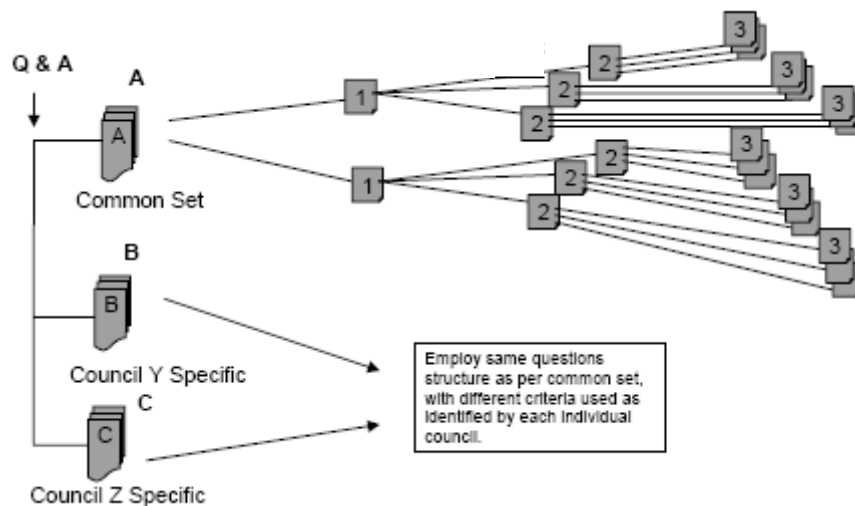 Q & A
A
A
Common Set
1
2
3
2
3
2
3
1
2
3
2
3
2
3
B
B
Council Y Specific
Employ same questions
structure as per common set,
with different criteria used as
identified by each individual
council.
C
C
Council Z Specific